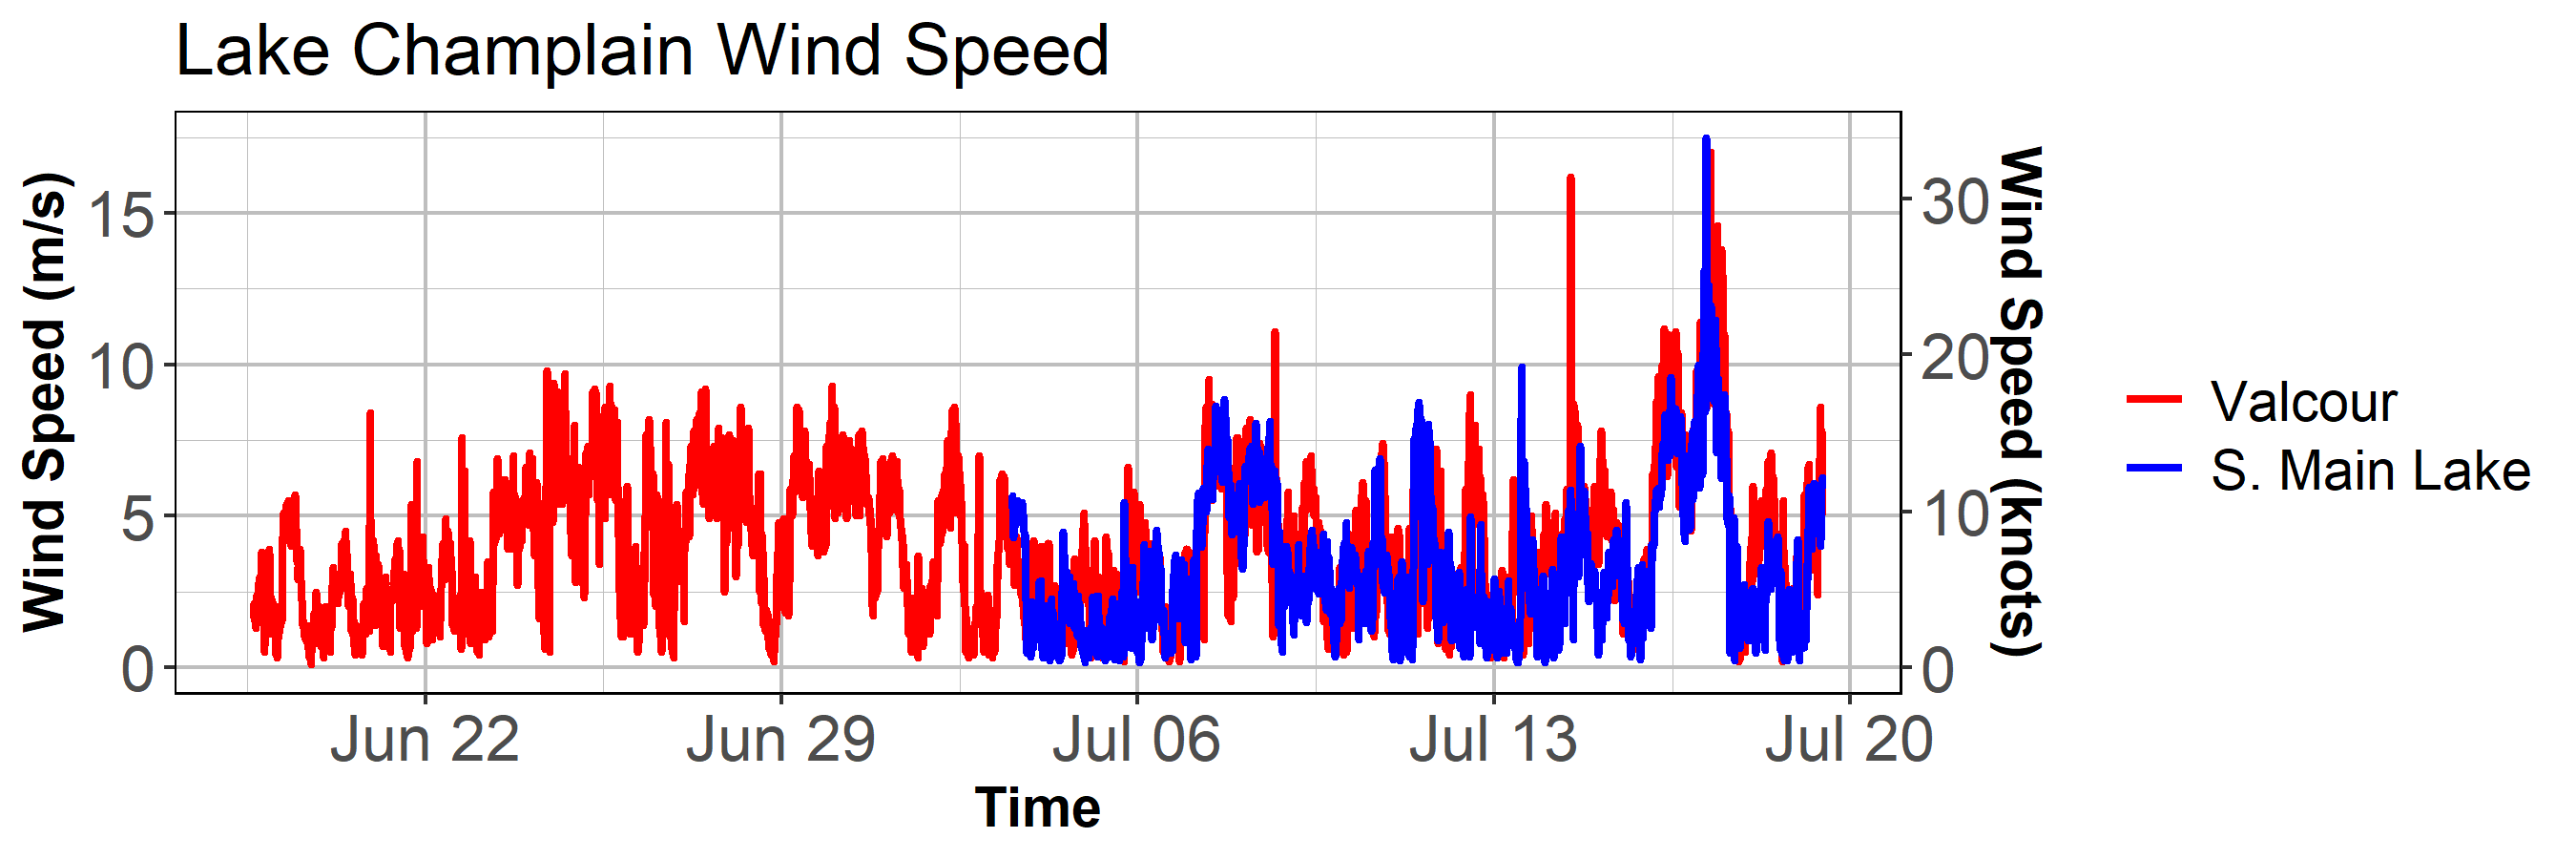 Lake Champlain Wind Speed
Wind Speed (m/s)
15
10
5
0
30
20
10
0
Wind Speed (knots)
Jun 22
Jun 29
Jul 06
Jul 13
Jul 20
Time
Valcour
S. Main Lake